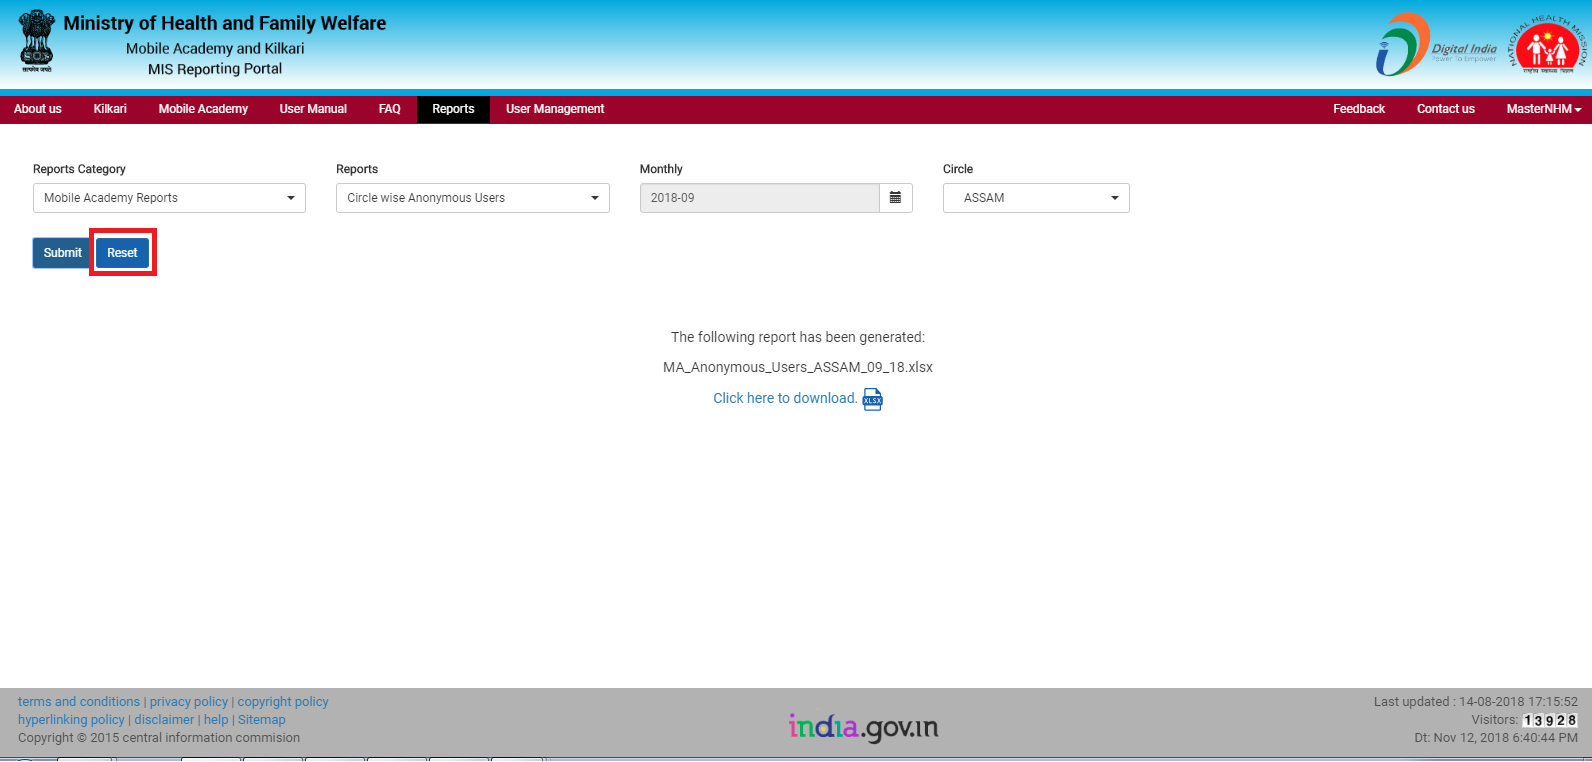 Ministry of Health and Family Welfare
Mobile Academy and Kilkari
MIS Reporting Portal
सत्यमेव जयते
Digital India
Power To Empower
NATIONAL HEALTH MISSION
राष्ट्रीय स्वास्थ्य मिशन
About us Kilkari Mobile Academy User Manual FAQ Reports User Management Feedback Contact us MasterNHM
Reports Category Reports Monthly Circle
Mobile Academy Reports Circle wise Anonymous Users 2018-09 ASSAM
Submit Reset
The following report has been generated:
MA_Anonymous_Users_ASSAM_09_18.xlsx
Click here to download. XLSX
terms and conditions | privacy policy | copyright policy
hyperlinking policy | disclaimer | help | Sitemap
Copyright © 2015 central information commision
india.gov.in
Last updated : 14-08-2018 17:15:52
Visitors: 13928
Dt: Nov 12, 2018 6:40:44 PM